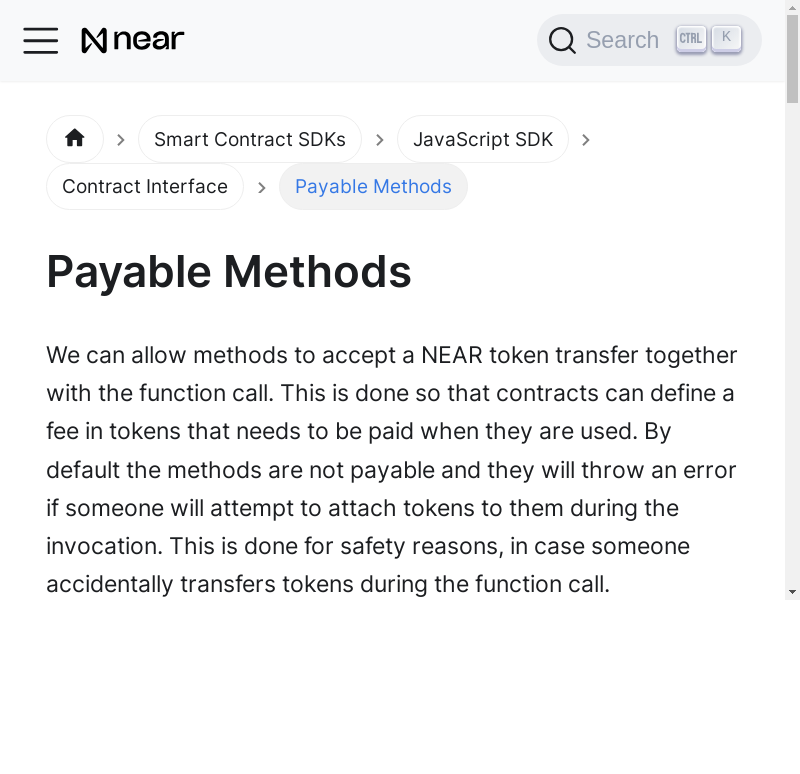 near
Search CTRL K
Smart Contract SDKs
JavaScript SDK
Contract Interface
Payable Methods
Payable Methods
We can allow methods to accept a NEAR token transfer together
with the function call. This is done so that contracts can define a
fee in tokens that needs to be paid when they are used. By
default the methods are not payable and they will throw an error
if someone will attempt to attach tokens to them during the
invocation. This is done for safety reasons, in case someone
accidentally transfers tokens during the function call.